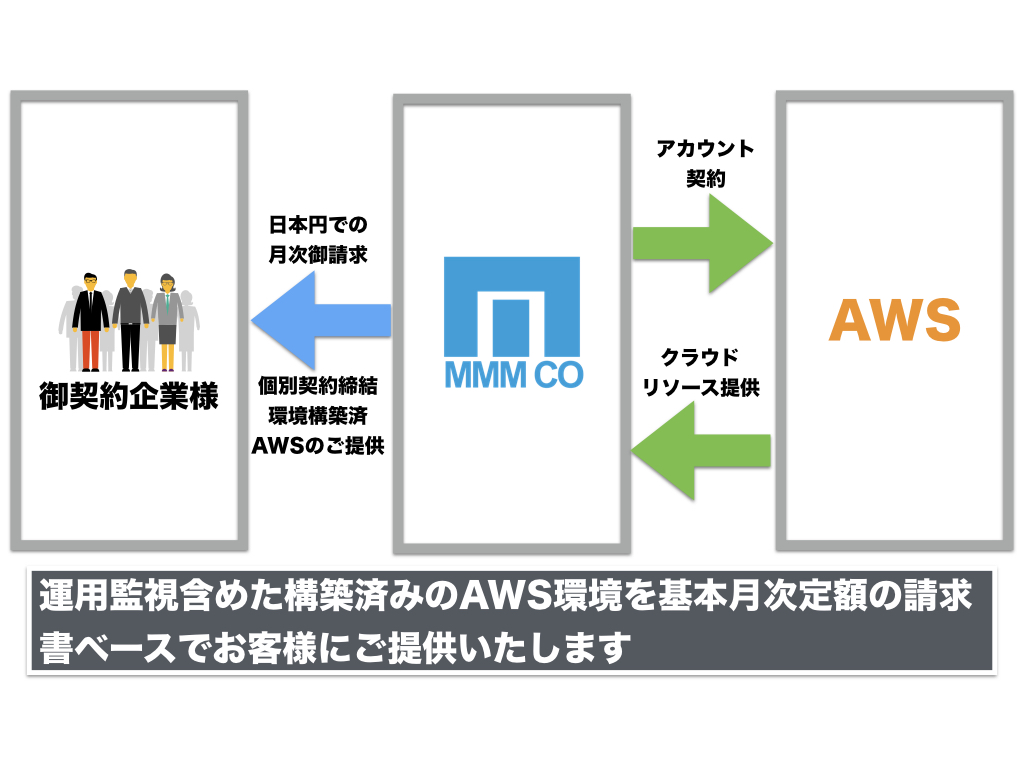 日本円での
月次御請求
個別契約締結
環境構築済
AWSのご提供
御契約企業様
MMM CO
アカウント
契約
クラウド
リソース提供
AWS
運用監視含めた構築済みのAWS環境を基本月次定額の請求
書ベースでお客様にご提供いたします